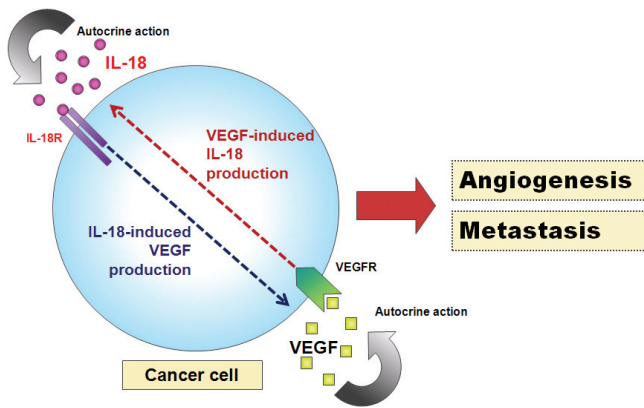 Autocrine action
IL-18
IL-18R
VEGF-induced
IL-18
production
Angiogenesis
Metastasis
IL-18-induced
VEGF
production
VEGFR
Autocrine action
VEGF
Cancer cell